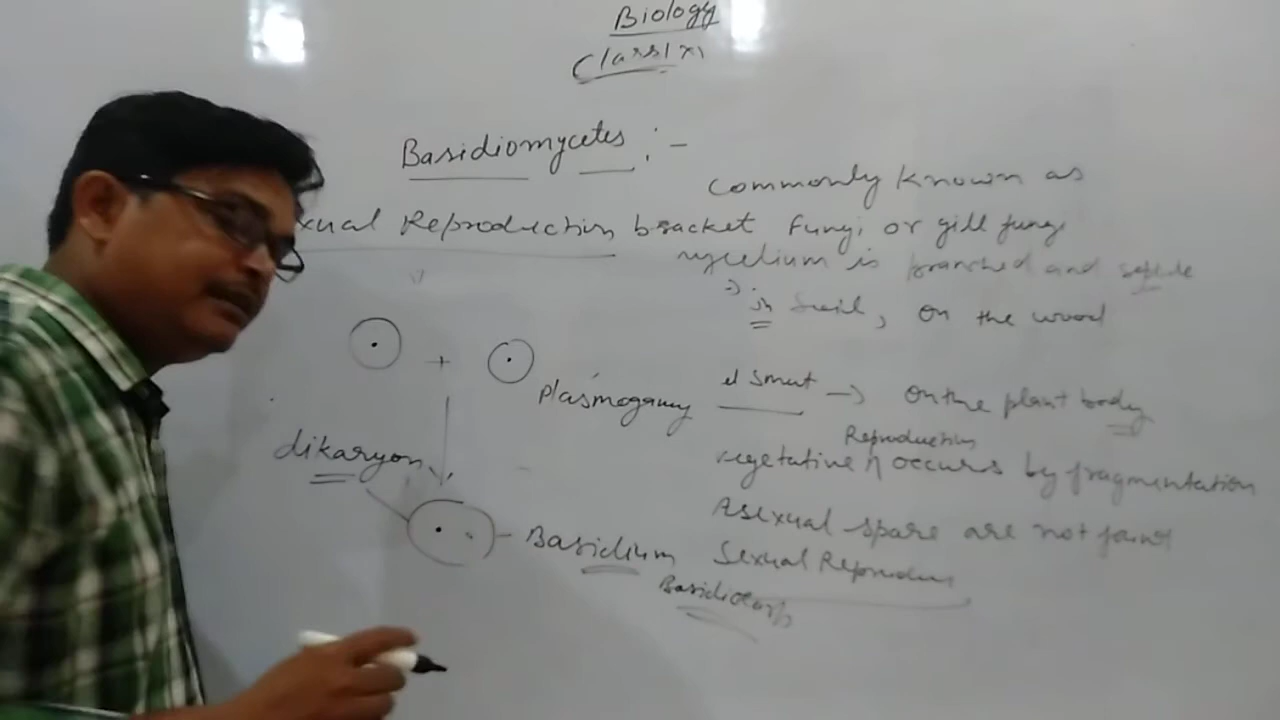 Biology
Class XI
Basidiomycetes :-
commonly known as
xual Reproduction bracket fungi or gill fungi
mycelium is branched and
in soil, on the wood
Plasmogamy
Smut → on the plant body
dikaryon
Reproduction
vegetative occurs by fragmentation
Asexual spore are not found
Basidium
Sexual
Basidiocarp